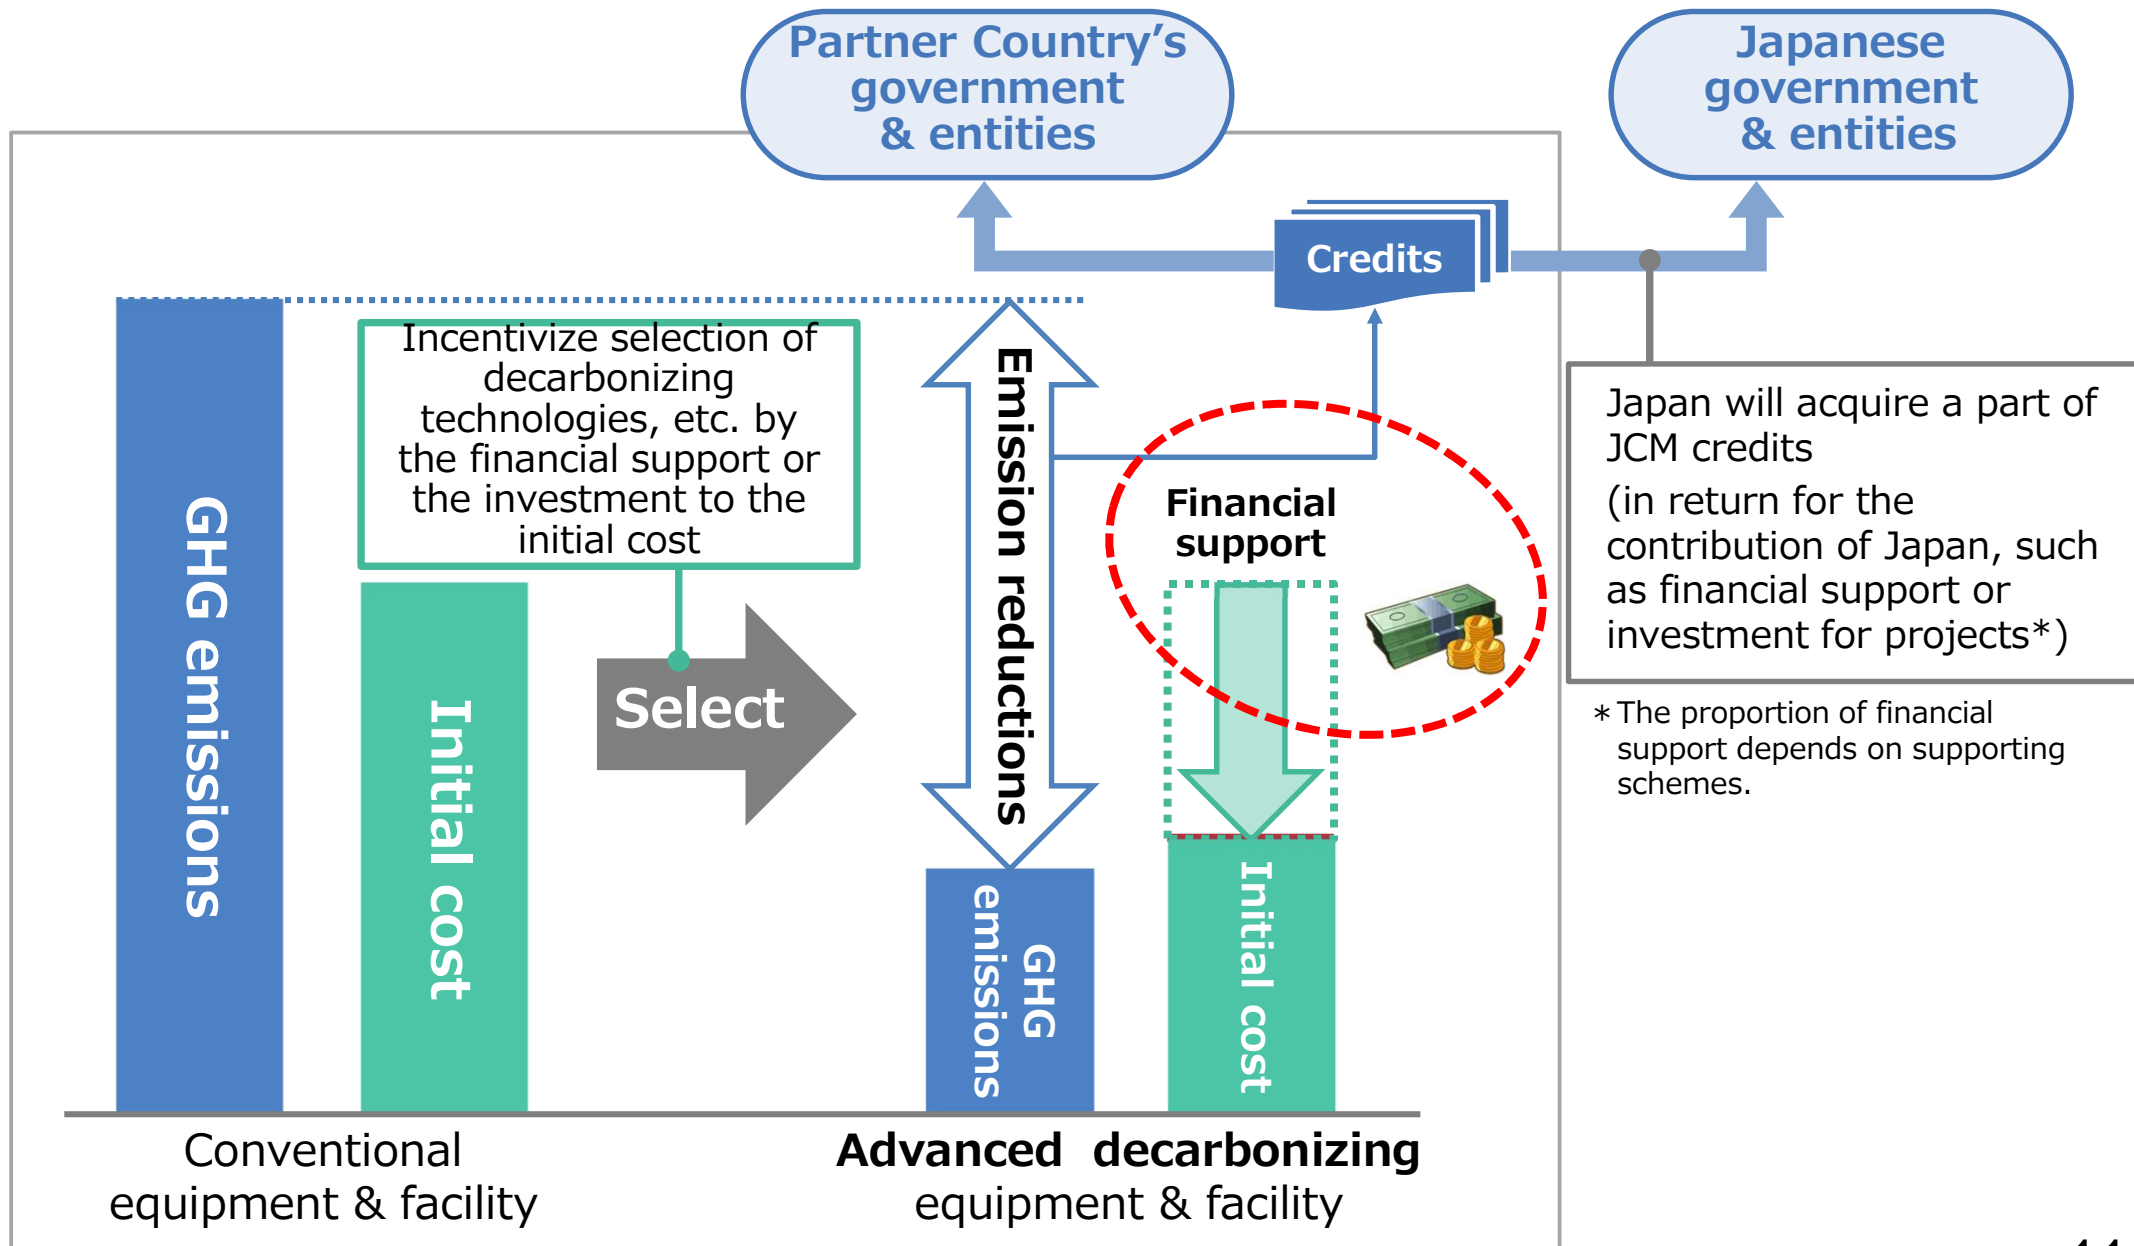 Partner Country's
government
& entities
Japanese
government
& entities
Credits
Incentivize selection of
decarbonizing
technologies, etc. by
the financial support or
the investment to the
initial cost
GHG emissions
Initial cost
Select
Emission reductions
Financial
support
GHG
emissions
Initial cost
Japan will acquire a part of
JCM credits
(in return for the
contribution of Japan, such
as financial support or
investment for projects*)
* The proportion of financial
support depends on supporting
schemes.
Conventional
equipment & facility
Advanced decarbonizing
equipment & facility